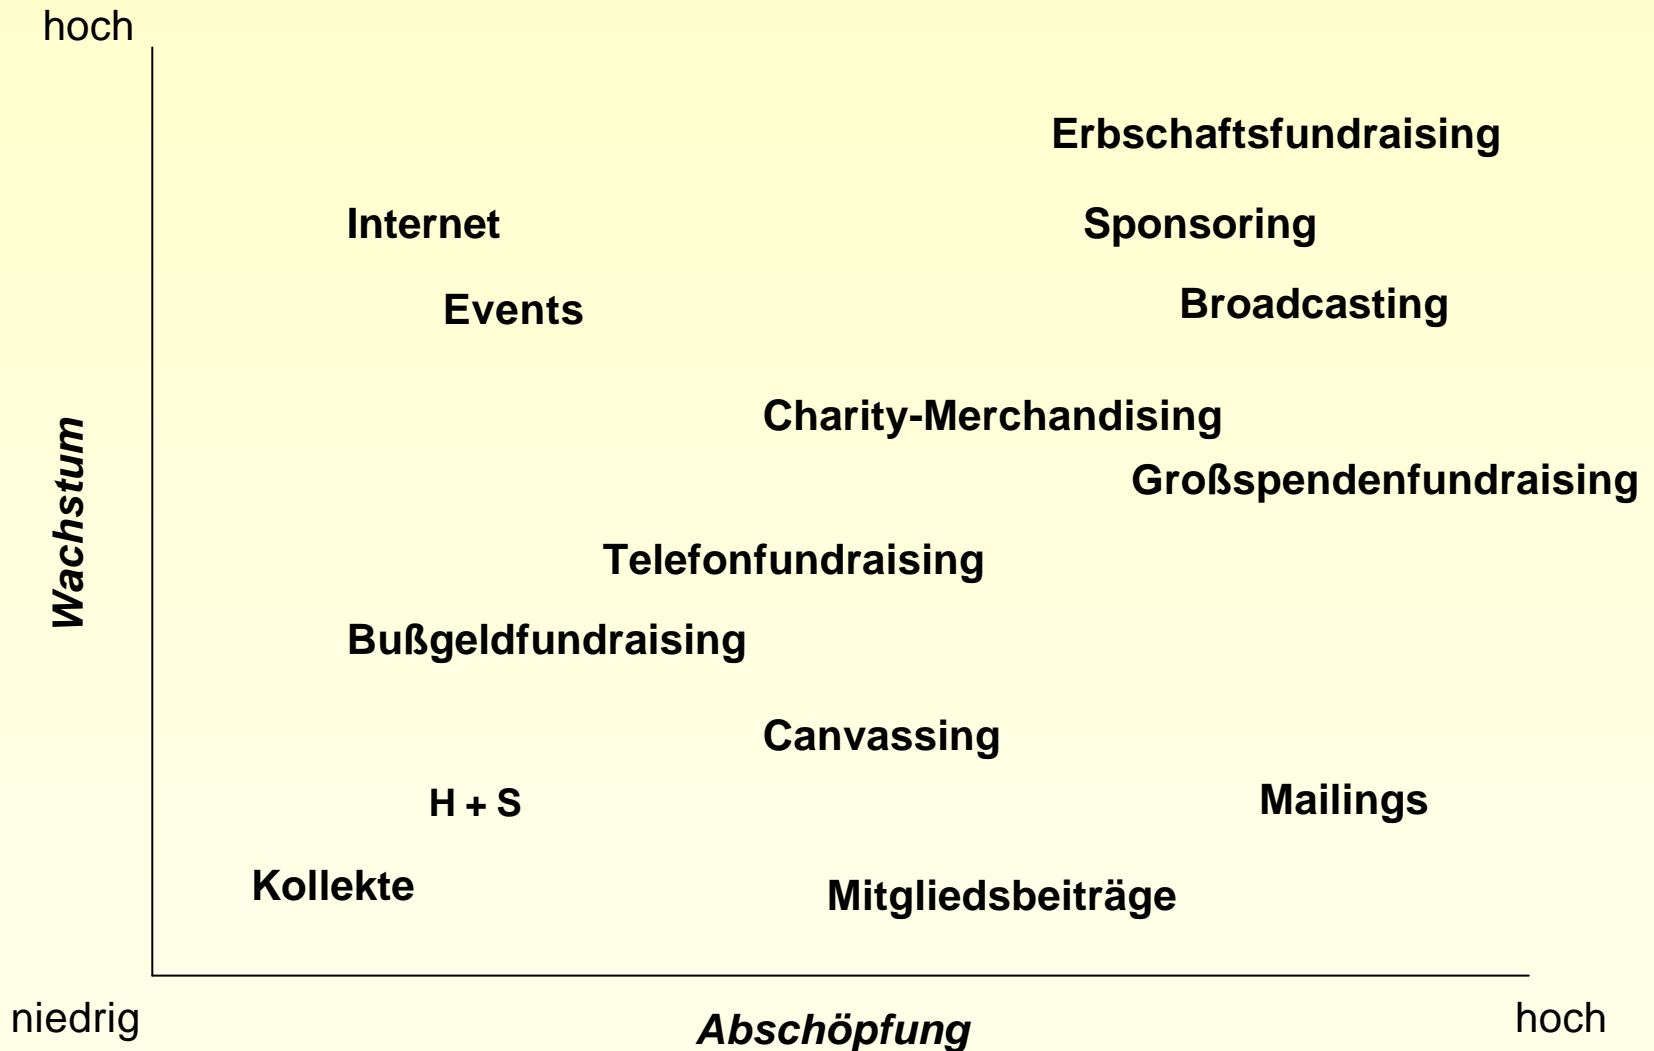 hoch
Erbschaftsfundraising
Internet
Sponsoring
Broadcasting
Events
Charity-Merchandising
Großspendenfundraising
Wachstum
Telefonfundraising
Bußgeldfundraising
Canvassing
H + S
Mailings
Kollekte
Mitgliedsbeiträge
niedrig
Abschöpfung
hoch